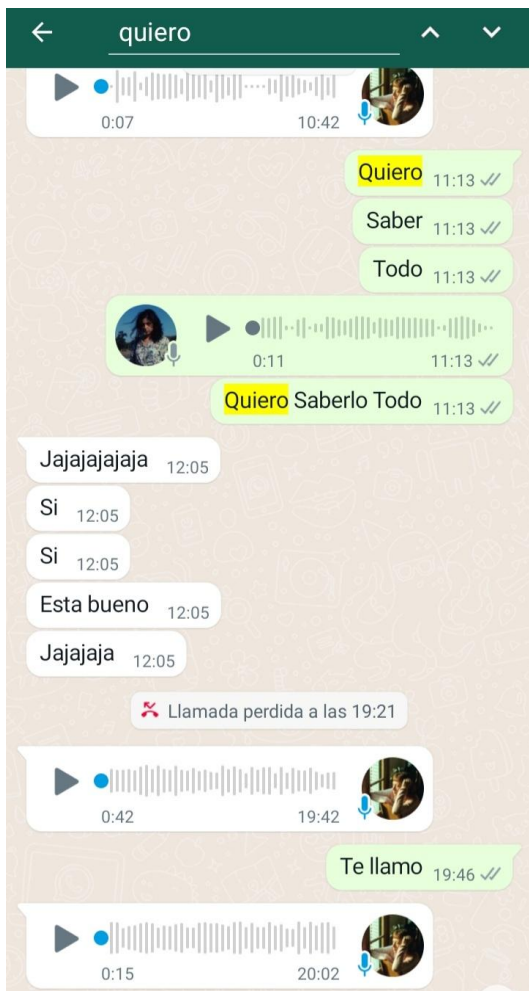 quiero
0:07 10:42
Quiero 11:13
Saber 11:13
Todo 11:13
0:11 11:13
Quiero Saberlo Todo 11:13
Jajajajajaja 12:05
Si 12:05
Si 12:05
Esta bueno 12:05
Jajajaja 12:05
Llamada perdida a las 19:21
0:42 19:42
Te llamo 19:46
0:15 20:02